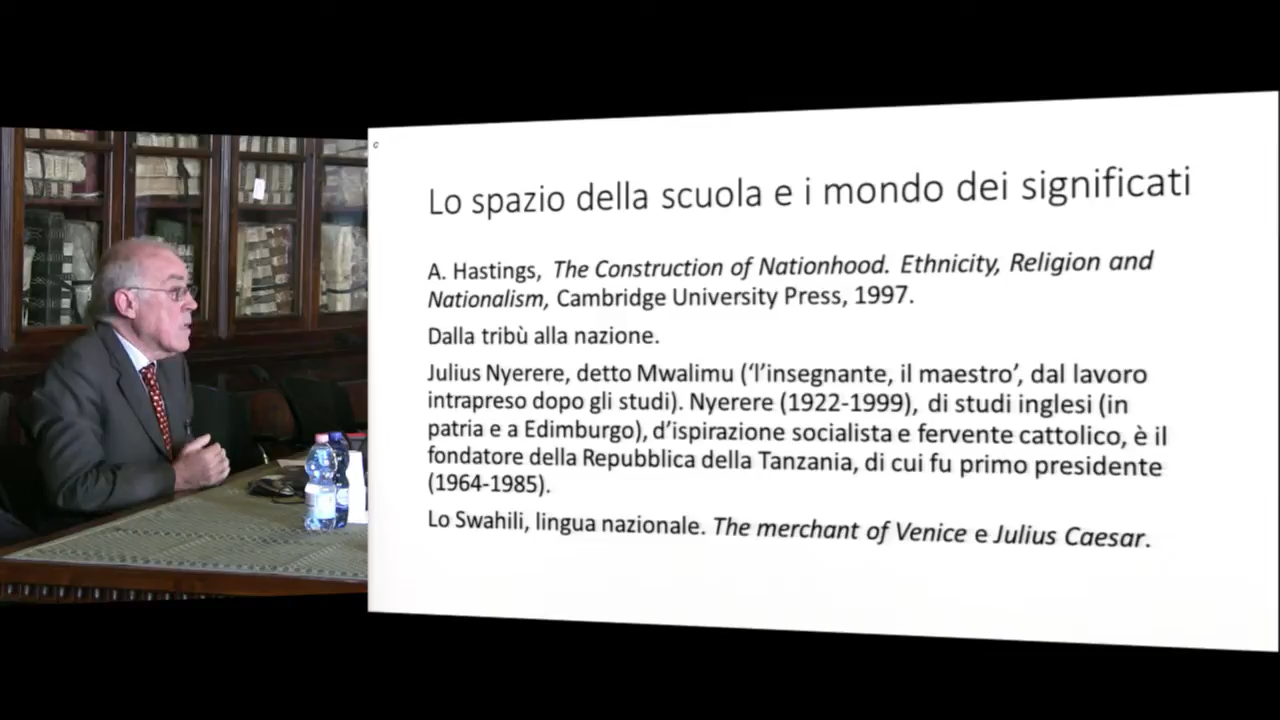 Lo spazio della scuola e i mondo dei significati
A. Hastings, The Construction of Nationhood. Ethnicity, Religion and
Nationalism, Cambridge University Press, 1997.
Dalla tribù alla nazione.
Julius Nyerere, detto Mwalimu (‘l’insegnante, il maestro’, dal lavoro
intrapreso dopo gli studi). Nyerere (1922-1999), di studi inglesi (in
patria e a Edimburgo), d’ispirazione socialista e fervente cattolico, è il
fondatore della Repubblica della Tanzania, di cui fu primo presidente
(1964-1985).
Lo Swahili, lingua nazionale. The merchant of Venice e Julius Caesar.